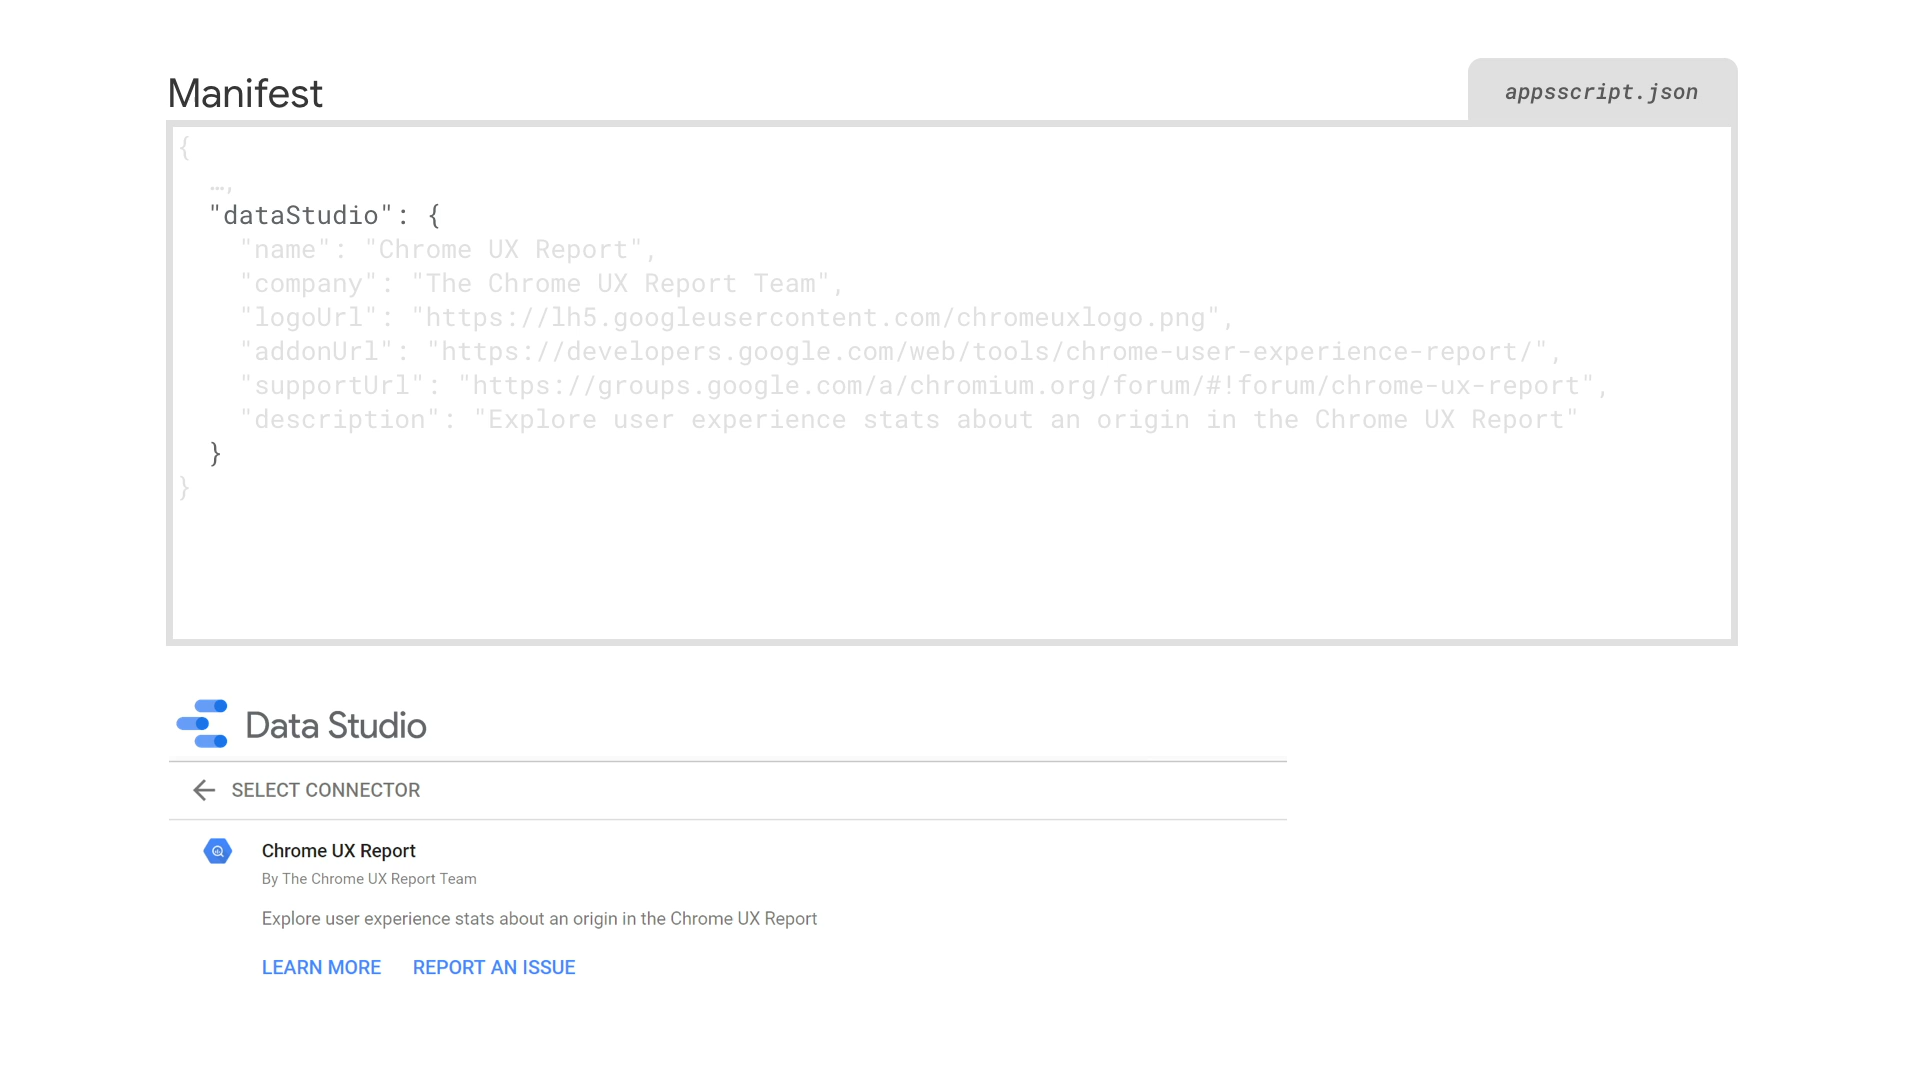 Manifest
appsscript.json
{
…,
"dataStudio": {
"name": "Chrome UX Report",
"company": "The Chrome UX Report Team",
"logoUrl": "https://lh5.googleusercontent.com/chromeuxlogo.png",
"addonUrl": "https://developers.google.com/web/tools/chrome-user-experience-report/",
"supportUrl": "https://groups.google.com/a/chromium.org/forum/#!forum/chrome-ux-report",
"description": "Explore user experience stats about an origin in the Chrome UX Report"
}
}
Data Studio
SELECT CONNECTOR
Chrome UX Report
By The Chrome UX Report Team
Explore user experience stats about an origin in the Chrome UX Report
LEARN MORE REPORT AN ISSUE